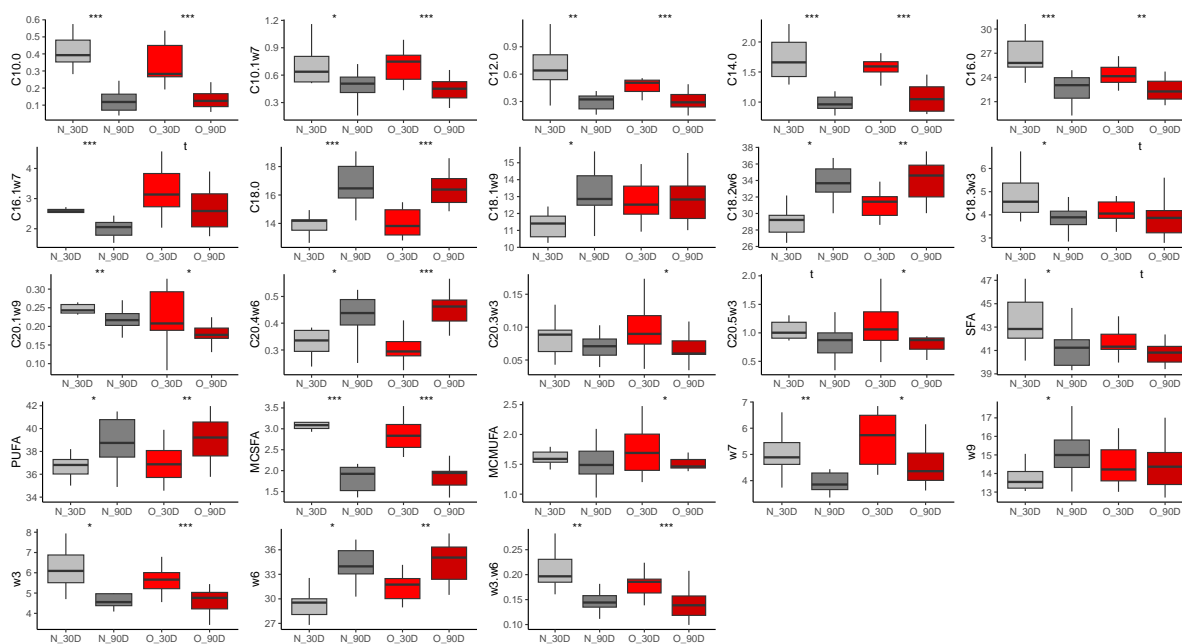 *** ***
C10.0
0.6
0.5
0.4
0.3
0.2
0.1
N_30D N_90D O_30D O_90D
* ***
C10.1w7
1.2
0.9
0.6
0.3
N_30D N_90D O_30D O_90D
** ***
C12.0
0.9
0.6
0.3
N_30D N_90D O_30D O_90D
*** ***
C14.0
2.0
1.5
1.0
N_30D N_90D O_30D O_90D
*** **
C16.0
27
24
21
N_30D N_90D O_30D O_90D
*** t
C16.1w7
4
3
2
N_30D N_90D O_30D O_90D
*** ***
C18.0
18
16
14
N_30D N_90D O_30D O_90D
*
C18.1w9
15
14
13
12
11
10
N_30D N_90D O_30D O_90D
* **
C18.2w6
38
36
34
32
30
28
26
N_30D N_90D O_30D O_90D
* t
C18.3w3
6
5
4
3
N_30D N_90D O_30D O_90D
** *
C20.1w9
0.30
0.25
0.20
0.15
0.10
N_30D N_90D O_30D O_90D
* ***
C20.4w6
0.5
0.4
0.3
N_30D N_90D O_30D O_90D
*
C20.3w3
0.15
0.10
0.05
N_30D N_90D O_30D O_90D
t *
C20.5w3
2.0
1.5
1.0
0.5
N_30D N_90D O_30D O_90D
* t
SFA
47
45
43
41
39
N_30D N_90D O_30D O_90D
* **
PUFA
42
40
38
36
34
N_30D N_90D O_30D O_90D
*** ***
MCSFA
3.5
3.0
2.5
2.0
1.5
N_30D N_90D O_30D O_90D
*
MCMUFA
2.5
2.0
1.5
1.0
N_30D N_90D O_30D O_90D
** *
w7
7
6
5
4
N_30D N_90D O_30D O_90D
*
w9
17
16
15
14
13
N_30D N_90D O_30D O_90D
* ***
w3
8
7
6
5
4
N_30D N_90D O_30D O_90D
* **
w6
36
33
30
27
N_30D N_90D O_30D O_90D
** ***
w3.w6
0.25
0.20
0.15
0.10
N_30D N_90D O_30D O_90D